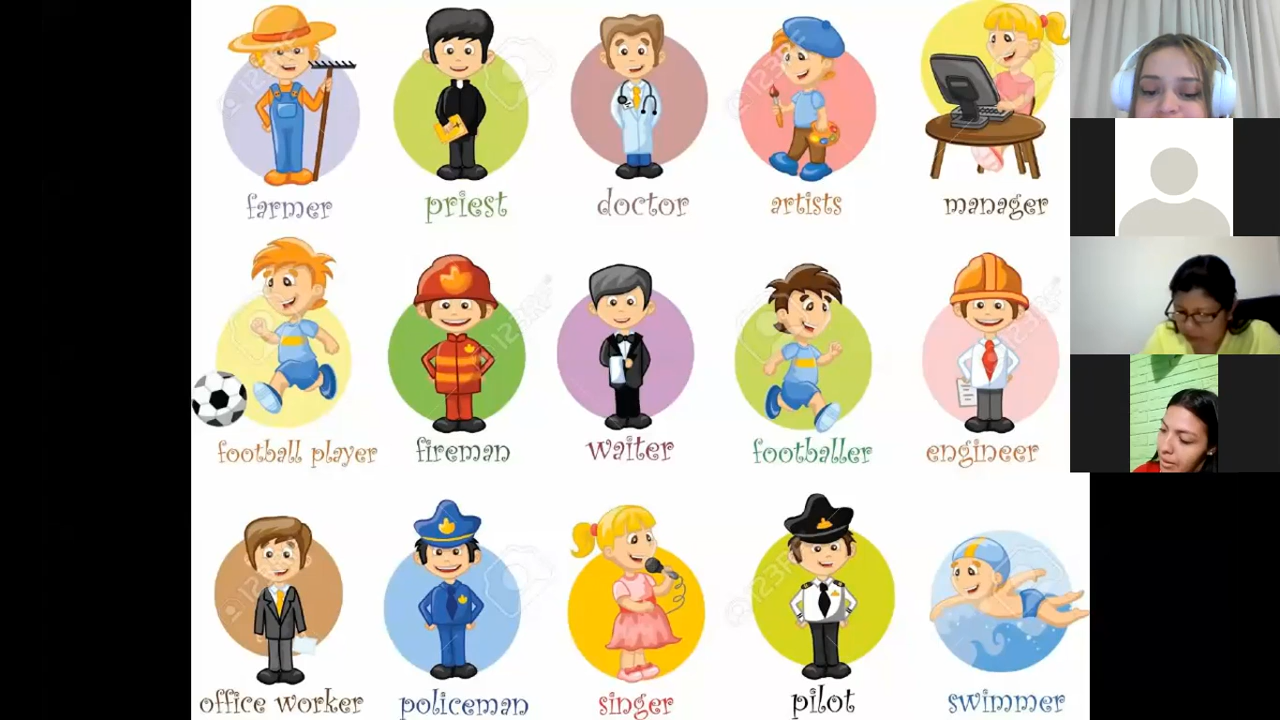 farmer priest doctor artists manager
football player fireman waiter footballer engineer
office worker policeman singer pilot swimmer